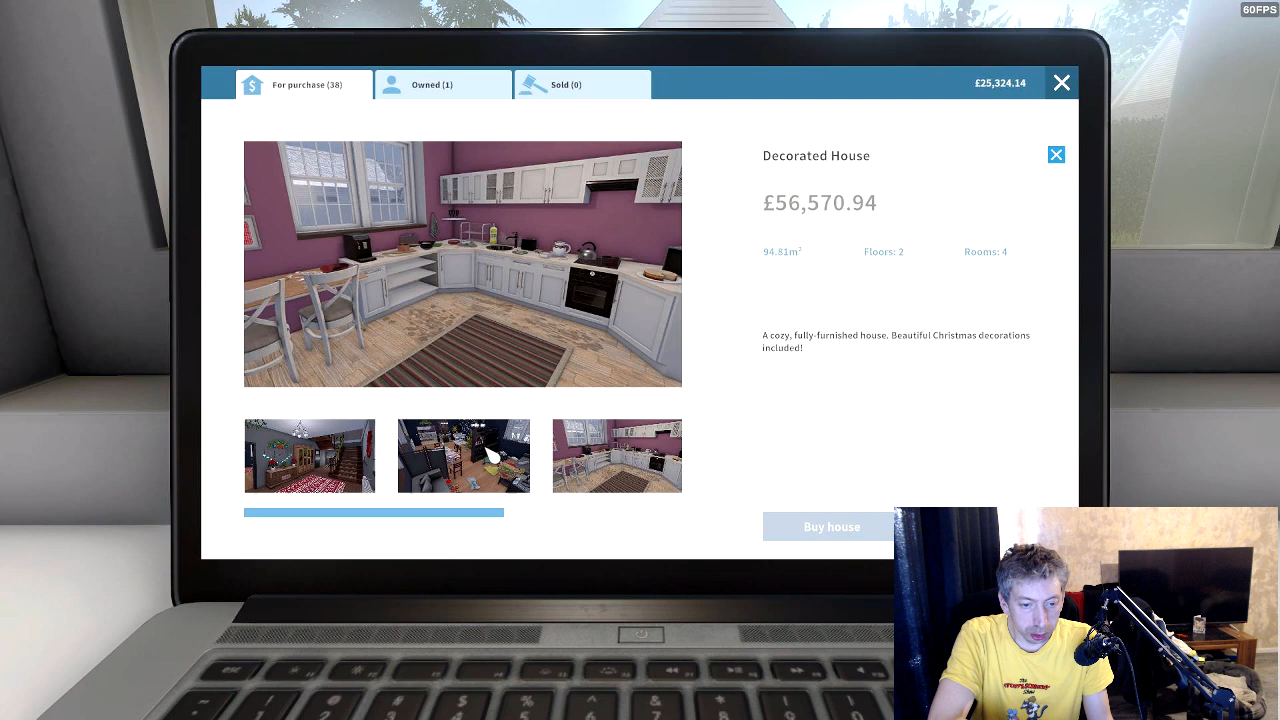 60FPS
For purchase (38)
Owned (1)
Sold (0)
£25,324.14
Decorated House
£56,570.94
94.81m²
Floors: 2
Rooms: 4
A cozy, fully-furnished house. Beautiful Christmas decorations
included!
Buy house